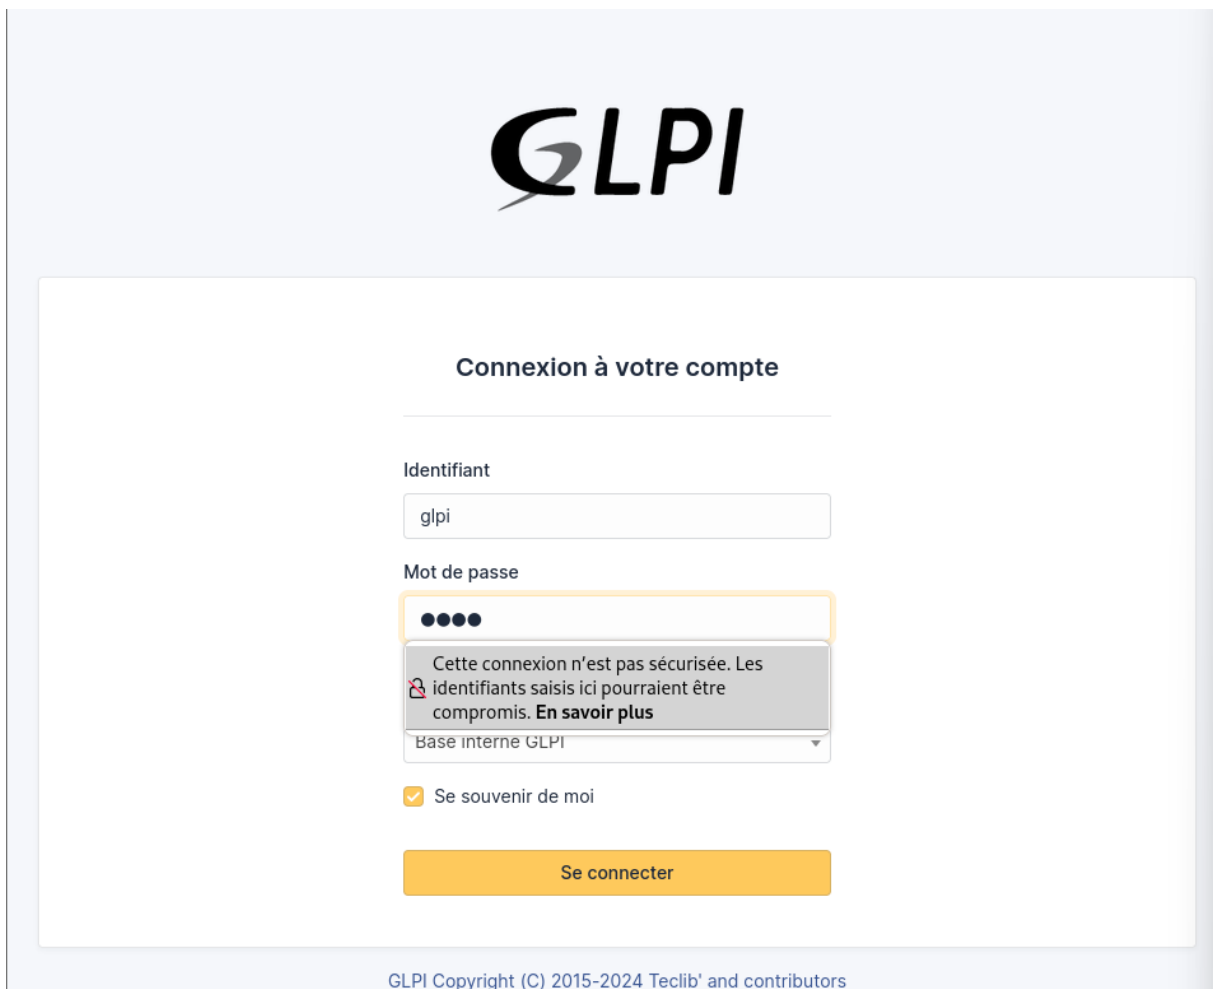 GLPI
Connexion à votre compte
Identifiant
glpi
Mot de passe
●●●●
Cette connexion n'est pas sécurisée. Les
identifiants saisis ici pourraient être
compromis. En savoir plus
Base interne GLPI
Se souvenir de moi
Se connecter
GLPI Copyright (C) 2015-2024 Teclib' and contributors